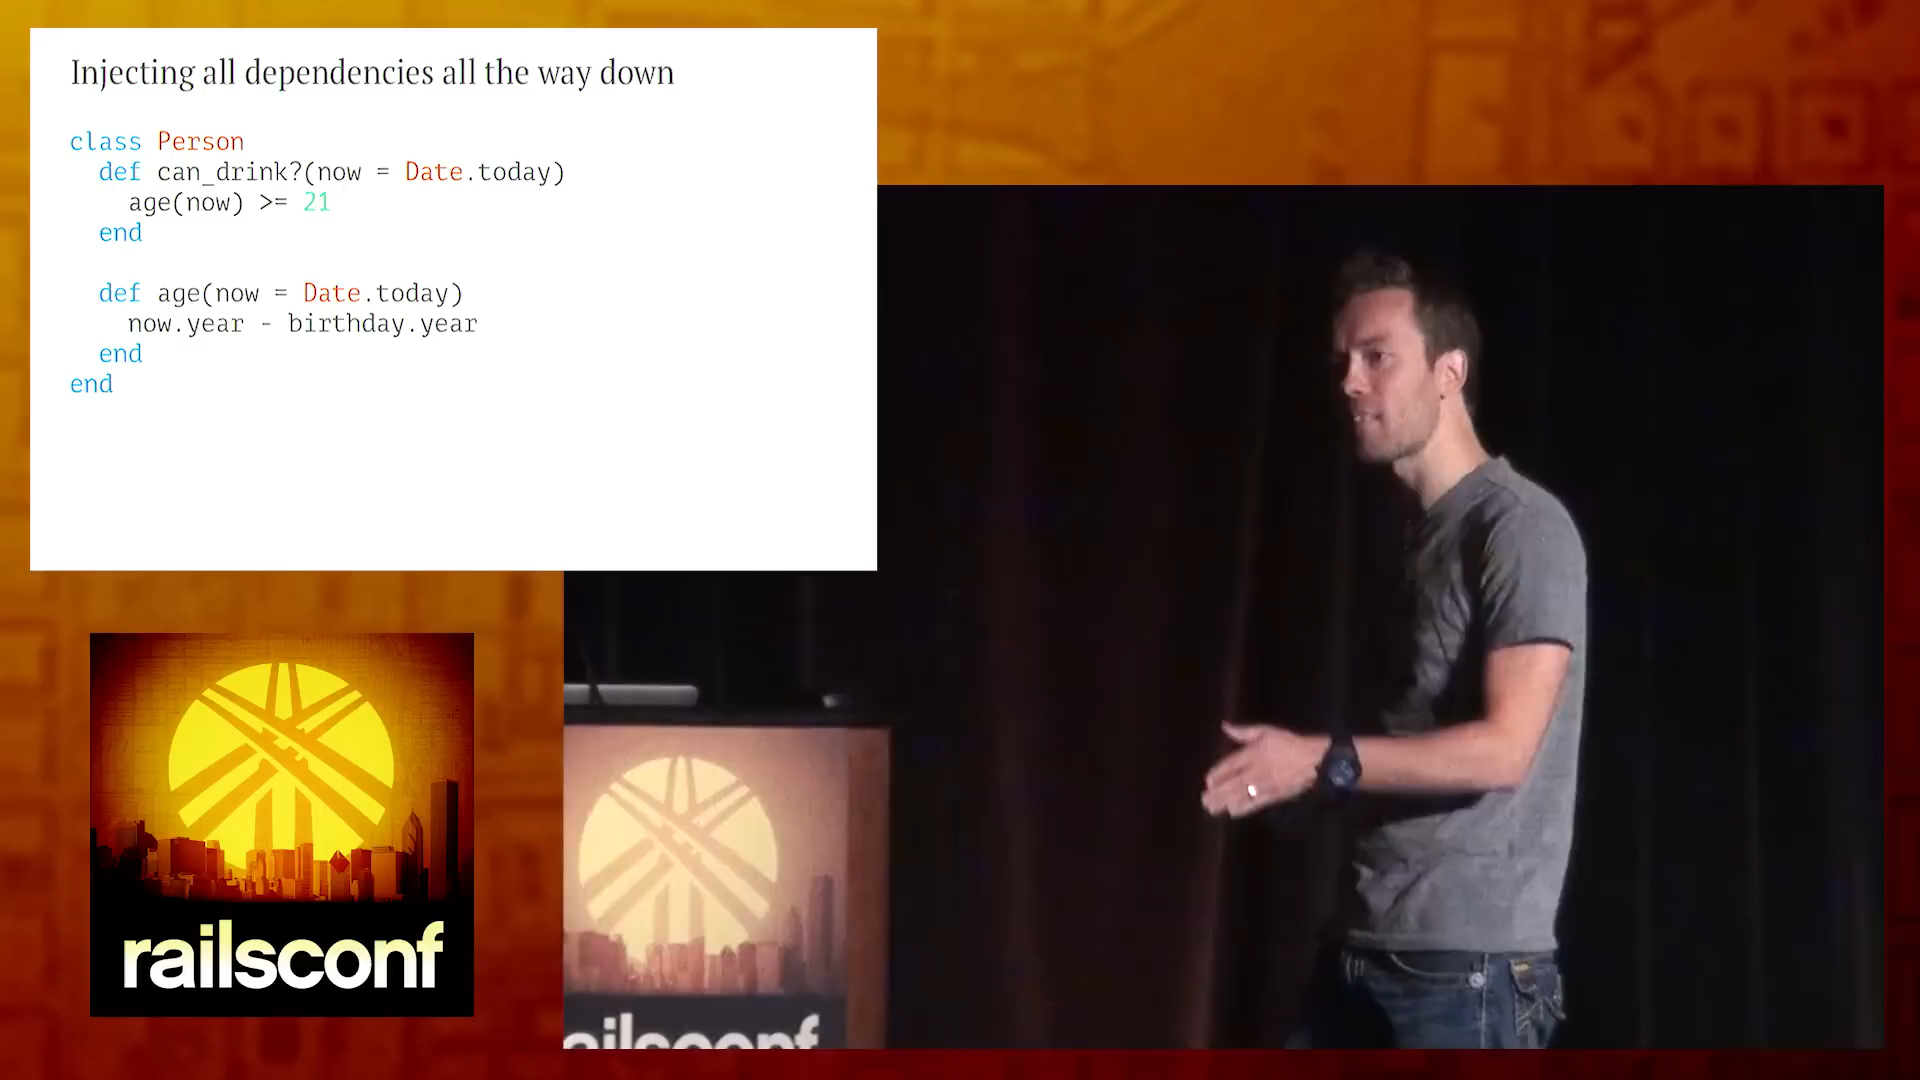 Injecting all dependencies all the way down
class Person
  def can_drink?(now = Date.today)
    age(now) >= 21
  end
  def age(now = Date.today)
    now.year - birthday.year
  end
end
railsconf
railsconf